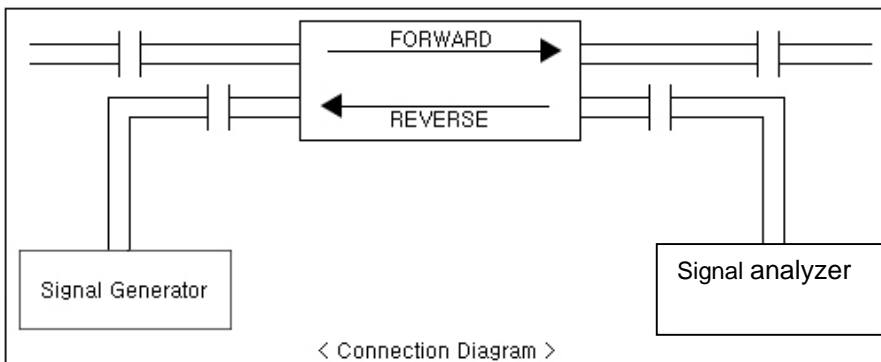 FORWARD
REVERSE
Signal Generator
Signal analyzer
< Connection Diagram >